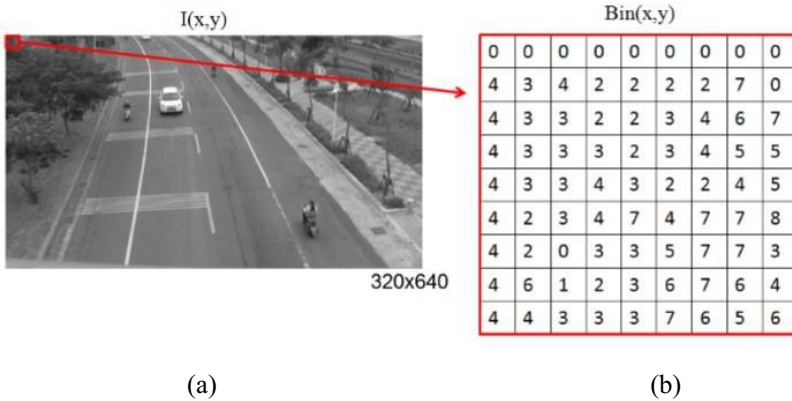 I(x,y)
Bin(x,y)
0 0 0 0 0 0 0 0 0
4 3 4 2 2 2 2 7 0
4 3 3 2 2 3 4 6 7
4 3 3 3 2 3 4 5 5
4 3 3 4 3 2 2 4 5
4 2 3 4 7 4 7 7 8
4 2 0 3 3 5 7 7 3
4 6 1 2 3 6 7 6 4
4 4 3 3 3 7 6 5 6
320x640
(a)
(b)